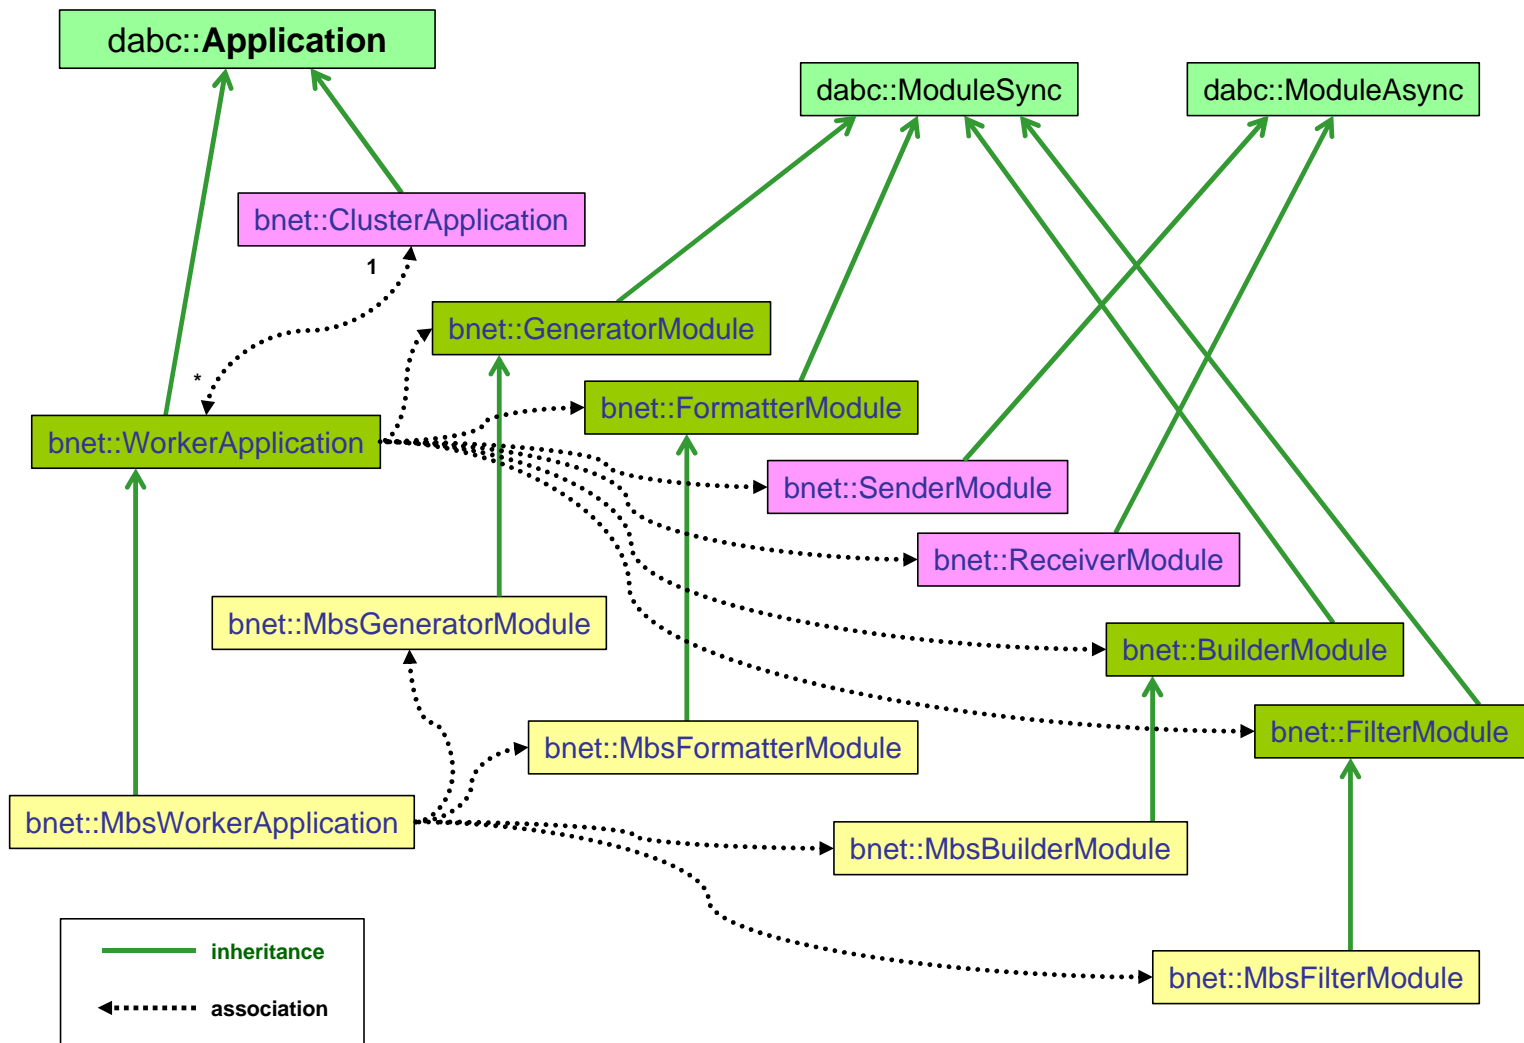 dabc::Application
dabc::ModuleSync
dabc::ModuleAsync
bnet::ClusterApplication
1
bnet::GeneratorModule
*
bnet::FormatterModule
bnet::WorkerApplication
bnet::SenderModule
bnet::ReceiverModule
bnet::MbsGeneratorModule
bnet::BuilderModule
bnet::FilterModule
bnet::MbsFormatterModule
bnet::MbsWorkerApplication
bnet::MbsBuilderModule
inheritance
bnet::MbsFilterModule
association